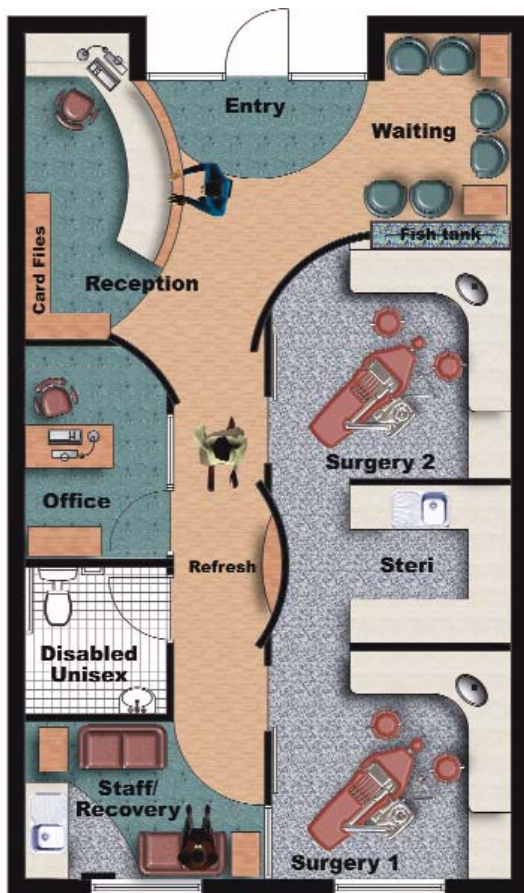 Entry
Waiting
Fish tank
Card Files
Reception
Surgery 2
Office
Refresh
Steri
Disabled
Unisex
Staff/
Recovery
Surgery 1